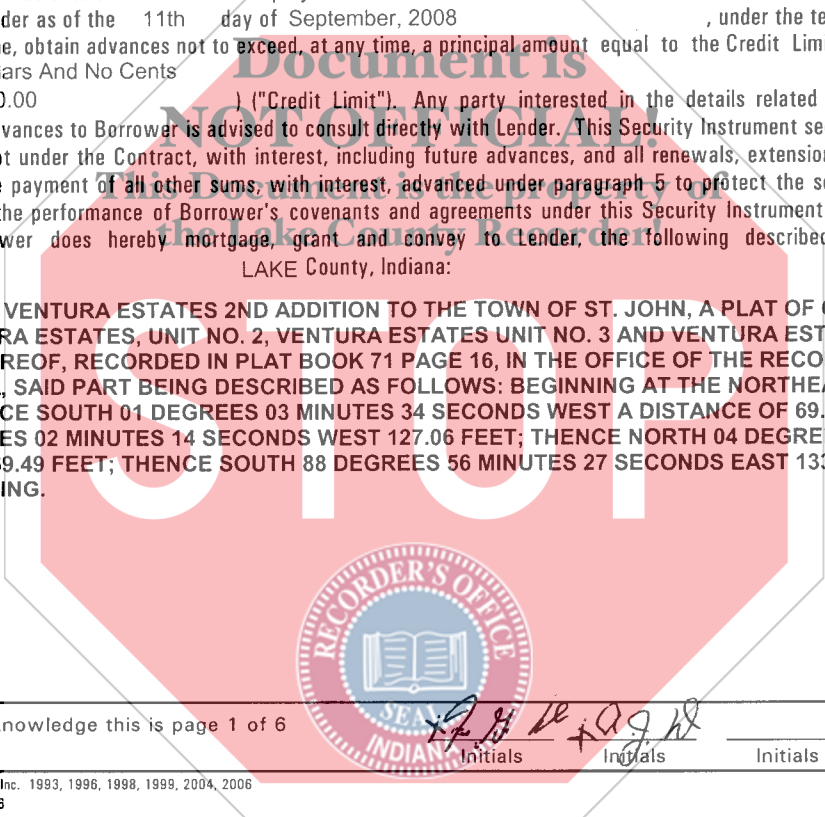 der as of the 11th day of September, 2008 , under the te
e, obtain advances not to exceed, at any time, a principal amount equal to the Credit Lim
ars And No Cents
0.00 ) ("Credit Limit"). Any party interested in the details related
vances to Borrower is advised to consult directly with Lender. This Security Instrument se
t under the Contract, with interest, including future advances, and all renewals, extension
payment of all other sums, with interest, advanced under paragraph 5 to protect the se
the performance of Borrower's covenants and agreements under this Security Instrument
wer does hereby mortgage, grant and convey to Lender, the following described
LAKE County, Indiana:
Document is
NOT OFFICIAL!
This Document is the property of
the Lake County Recorder!
VENTURA ESTATES 2ND ADDITION TO THE TOWN OF ST. JOHN, A PLAT OF
RA ESTATES, UNIT NO. 2, VENTURA ESTATES UNIT NO. 3 AND VENTURA EST
REOF, RECORDED IN PLAT BOOK 71 PAGE 16, IN THE OFFICE OF THE RECO
, SAID PART BEING DESCRIBED AS FOLLOWS: BEGINNING AT THE NORTHEA
CE SOUTH 01 DEGREES 03 MINUTES 34 SECONDS WEST A DISTANCE OF 69.
ES 02 MINUTES 14 SECONDS WEST 127.06 FEET; THENCE NORTH 04 DEGRE
9.49 FEET; THENCE SOUTH 88 DEGREES 56 MINUTES 27 SECONDS EAST 133
ING.
STOP
RECORDER'S OFFICE
SEAL
INDIANA
nowledge this is page 1 of 6
Initials Initials Initials
Inc. 1993, 1996, 1998, 1999, 2004, 2006
6